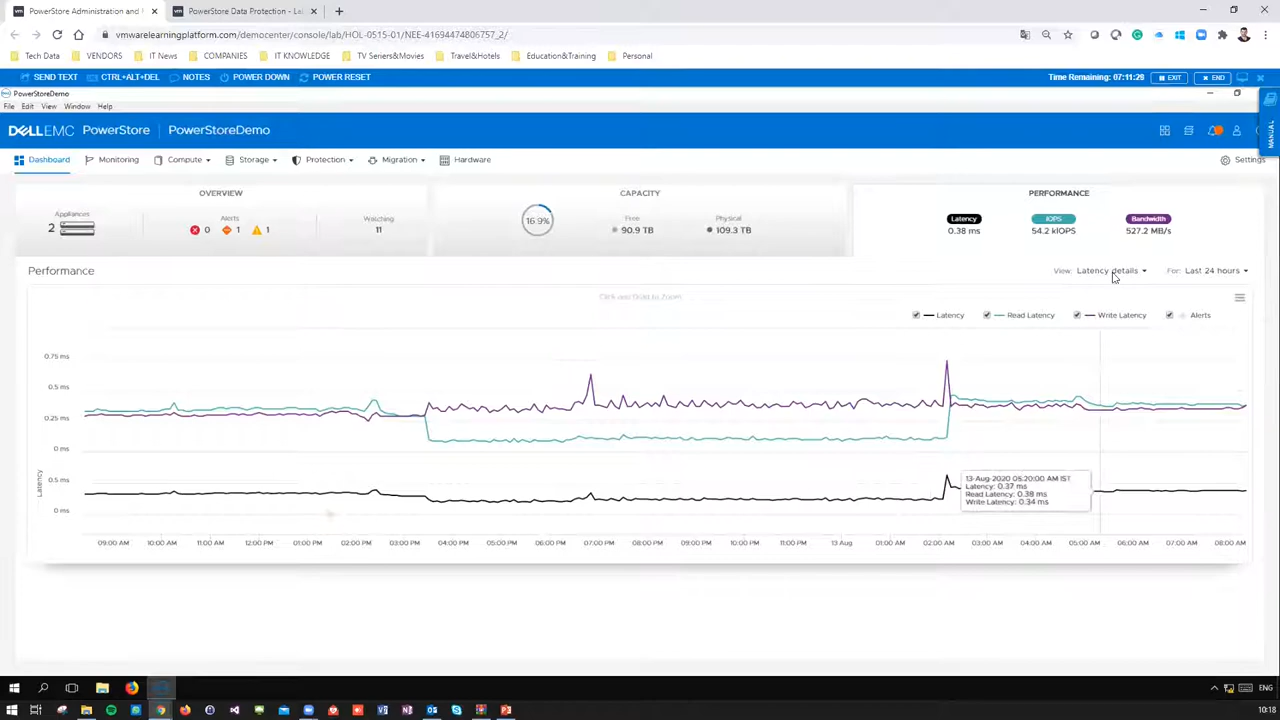 PowerStore Administration and
PowerStore Data Protection - Le
vmwarelearningplatform.com/democenter/console/lab/HOL-0515-01/NEE-41694474806757_2/
Tech Data VENDORS IT News COMPANIES IT KNOWLEDGE TV Seriers&Movies Travel&Hotels Education&Training Personal
SEND TEXT CTRL+ALT+DEL NOTES POWER DOWN POWER RESET Time Remaining: 07:11:28 EXIT END
PowerStoreDemo
File Edit View Window Help
MANUAL
DELLEMC PowerStore PowerStoreDemo
Dashboard Monitoring Compute Storage Protection Migration Hardware Settings
OVERVIEW CAPACITY PERFORMANCE
Appliances Alerts Watching Free Physical Latency IOPS Bandwidth
2 0 1 1 11 16.9% 90.9 TB 109.3 TB 0.38 ms 54.2 kIOPS 527.2 MB/s
Performance View: Latency details For: Last 24 hours
Click and Drag to Zoom
Latency Read Latency Write Latency Alerts
0.75 ms
0.5 ms
0.25 ms
0 ms
Latency
0.5 ms
0 ms
13-Aug-2020 05:20:00 AM IST
Latency: 0.37 ms
Read Latency: 0.38 ms
Write Latency: 0.34 ms
09:00 AM 10:00 AM 11:00 AM 12:00 PM 01:00 PM 02:00 PM 03:00 PM 04:00 PM 05:00 PM 06:00 PM 07:00 PM 08:00 PM 09:00 PM 10:00 PM 11:00 PM 13 Aug 01:00 AM 02:00 AM 03:00 AM 04:00 AM 05:00 AM 06:00 AM 07:00 AM 08:00 AM
ENG
ENG 10:18